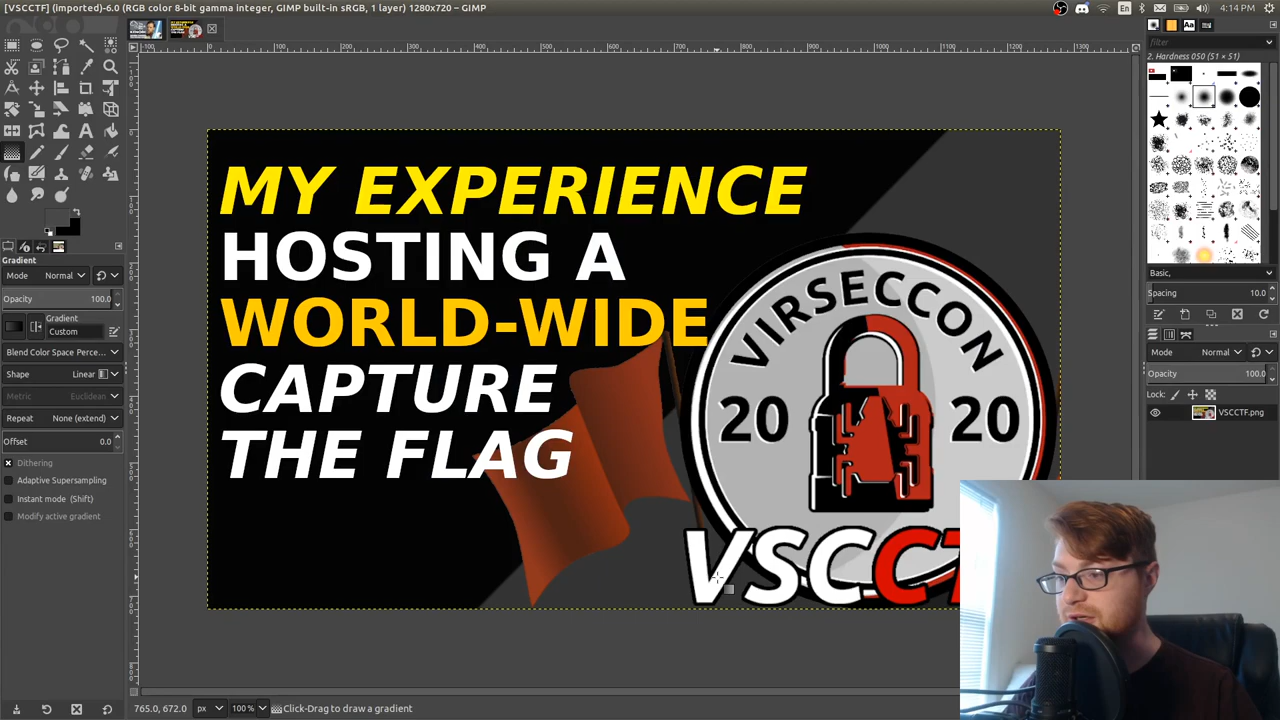 [VSCCTF] (imported)-6.0 (RGB color 8-bit gamma integer, GIMP built-in sRGB, 1 layer) 1280x720 – GIMP
En
4:14 PM
MY EXPERIENCE
HOSTING A
WORLD-WIDE
CAPTURE
THE FLAG
VIRSECCON
20 20
VSCCT
Gradient
Mode Normal
Opacity 100.0
Gradient
Custom
Blend Color Space Perce...
Shape: Linear
Metric Euclidean
Repeat None (extend)
Offset 0.0
Dithering
Adaptive Supersampling
Instant mode (Shift)
Modify active gradient
filter
2. Hardness 050 (51 × 51)
Basic,
Spacing 10.0
Mode Normal
Opacity 100.0
Lock:
VSCCTF.png
765.0, 672.0 px 100% Click-Drag to draw a gradient